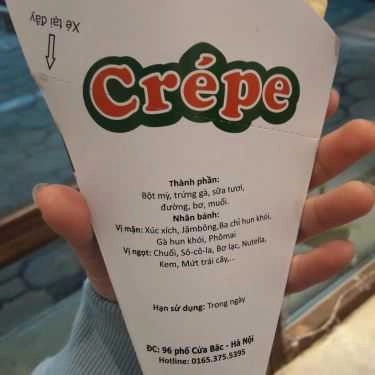 Xé tại đây
Crépe
Thành phần:
Bột mỳ, trứng gà, sữa tươi,
đường, bơ, muối.
Nhân bánh:
Vị mặn: Xúc xích, Jămbông,Ba chỉ hun khói,
Gà hun khói, Phômai
Vị ngọt: Chuối, Sô-cô-la, Bơ lạc, Nutella,
Kem, Mứt trái cây,...
Hạn sử dụng: Trong ngày
ĐC: 96 phố Cửa Bắc - Hà Nội
Hotline: 0165.375.5395